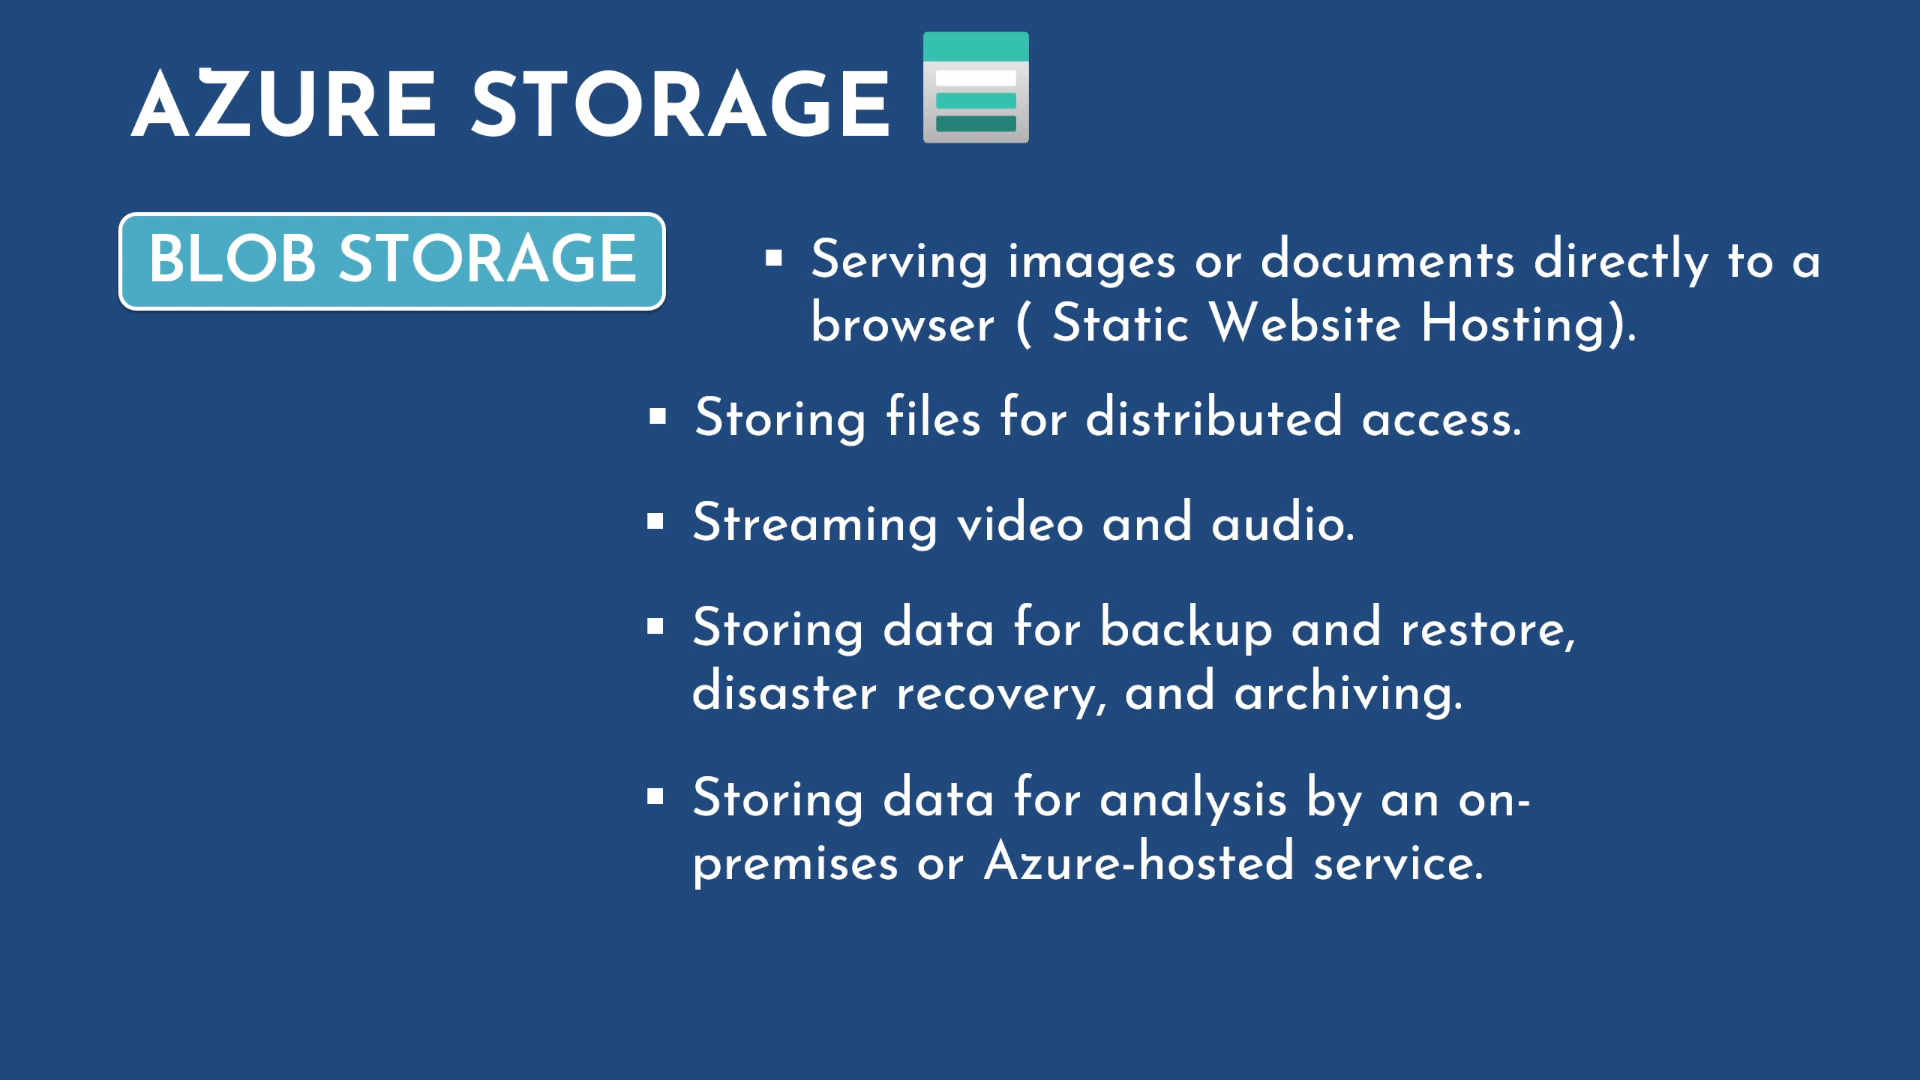 AZURE STORAGE
BLOB STORAGE
▪ Serving images or documents directly to a
browser ( Static Website Hosting).
▪ Storing files for distributed access.
▪ Streaming video and audio.
▪ Storing data for backup and restore,
disaster recovery, and archiving.
▪ Storing data for analysis by an on-
premises or Azure-hosted service.